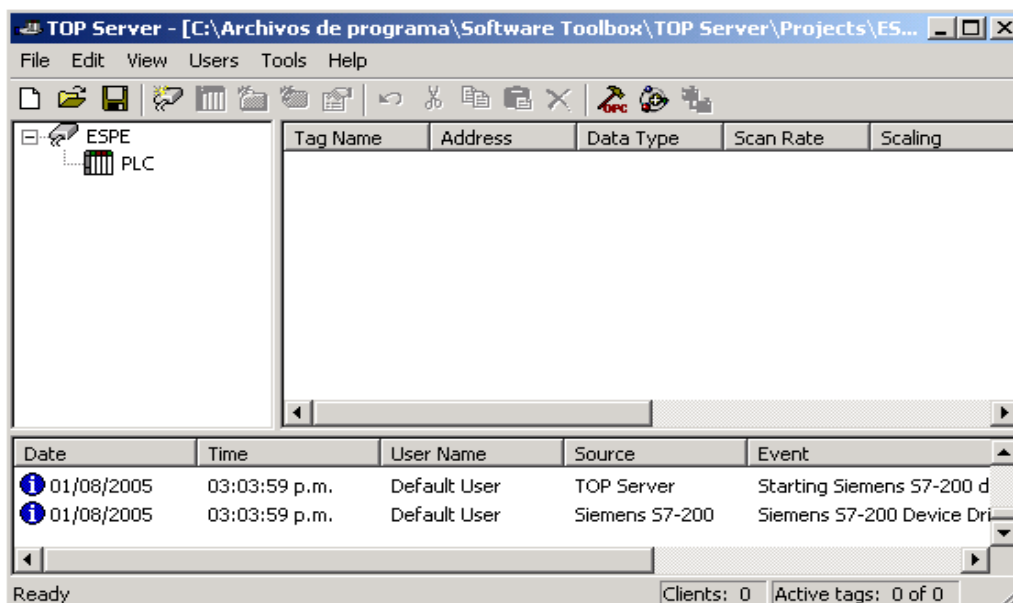 TOP Server - [C:\Archivos de programa\Software Toolbox\TOP Server\Projects\ES...
File Edit View Users Tools Help
OPC
ESPE
PLC
Tag Name Address Data Type Scan Rate Scaling
Date Time User Name Source Event
01/08/2005 03:03:59 p.m. Default User TOP Server Starting Siemens S7-200 d
01/08/2005 03:03:59 p.m. Default User Siemens S7-200 Siemens S7-200 Device Dri
Ready Clients: 0 Active tags: 0 of 0